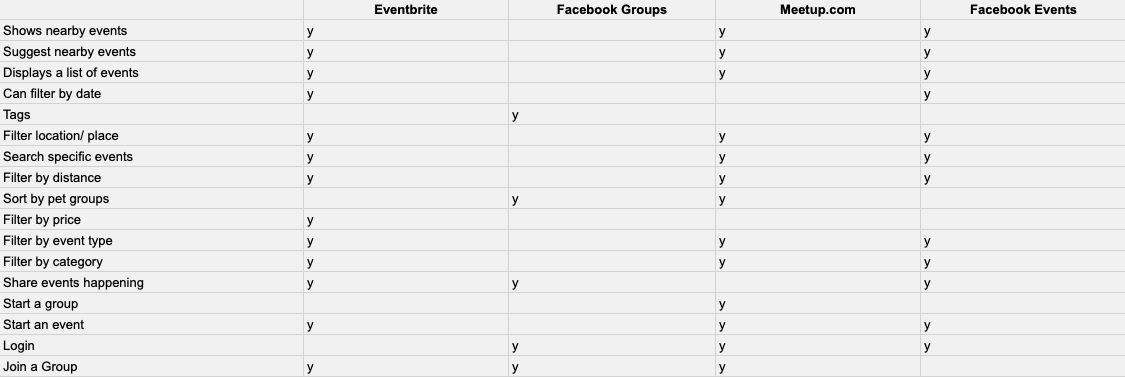 Eventbrite Facebook Groups Meetup.com Facebook Events
Shows nearby events y y y
Suggest nearby events y y y
Displays a list of events y y y
Can filter by date y y
Tags y
Filter location/ place y y y
Search specific events y y y
Filter by distance y y y
Sort by pet groups y y
Filter by price y
Filter by event type y y y
Filter by category y y y
Share events happening y y y
Start a group y
Start an event y y y
Login y y y
Join a Group y y y